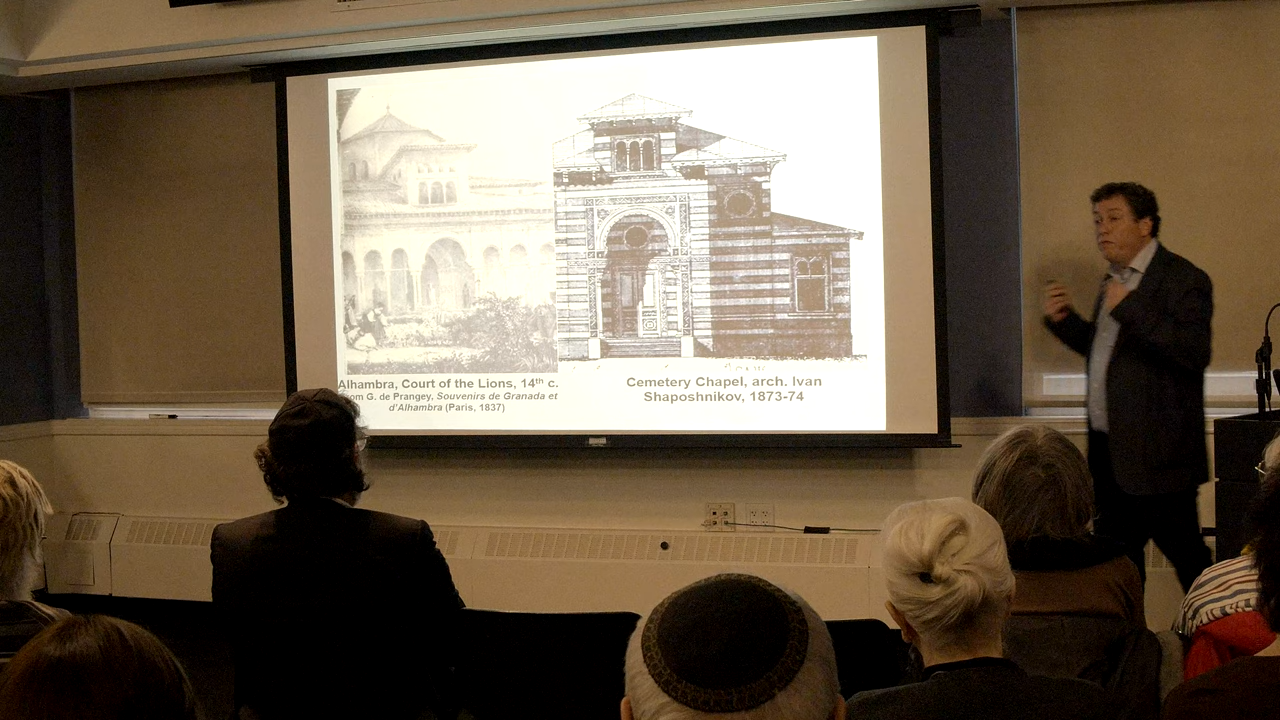 Alhambra, Court of the Lions, 14th c.
G. de Prangey, Souvenirs de Granada et
d'Alhambra (Paris, 1837)
Cemetery Chapel, arch. Ivan
Shaposhnikov, 1873-74